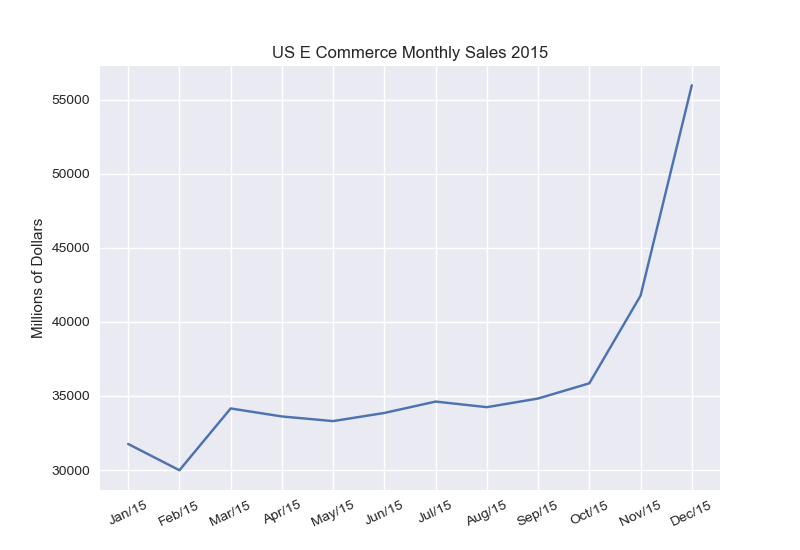 US E Commerce Monthly Sales 2015
Millions of Dollars
55000
50000
45000
40000
35000
30000
Jan/15
Feb/15
Mar/15
Apr/15
May/15
Jun/15
Jul/15
Aug/15
Sep/15
Oct/15
Nov/15
Dec/15